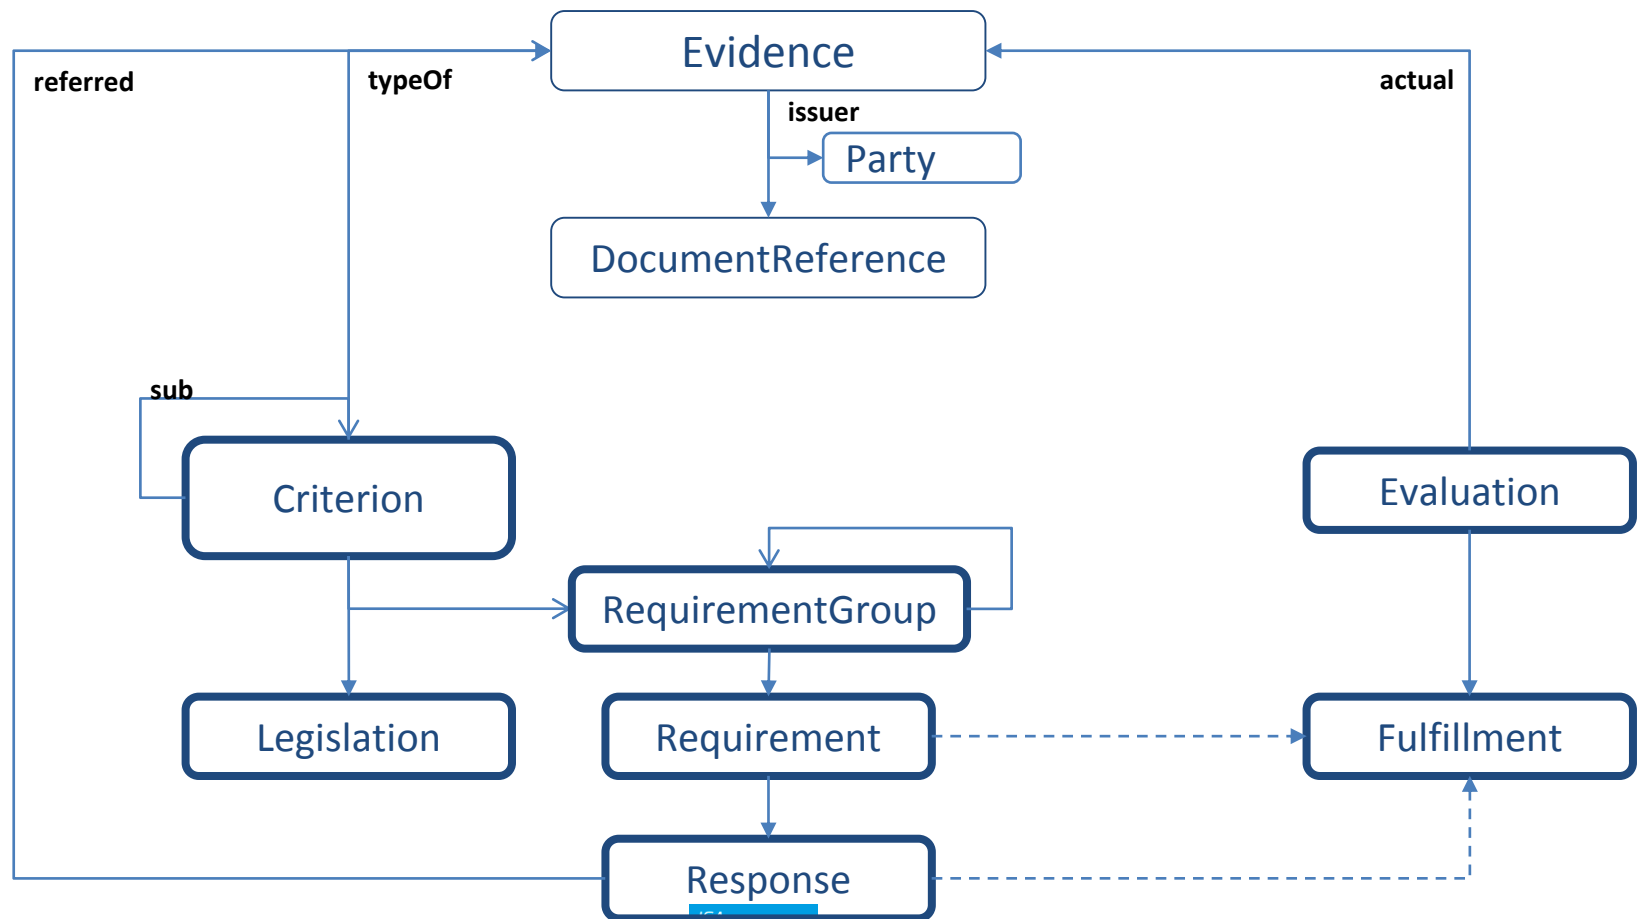 Evidence
referred
typeOf
actual
issuer
Party
DocumentReference
sub
Criterion
Evaluation
RequirementGroup
Legislation
Requirement
Fulfillment
Response